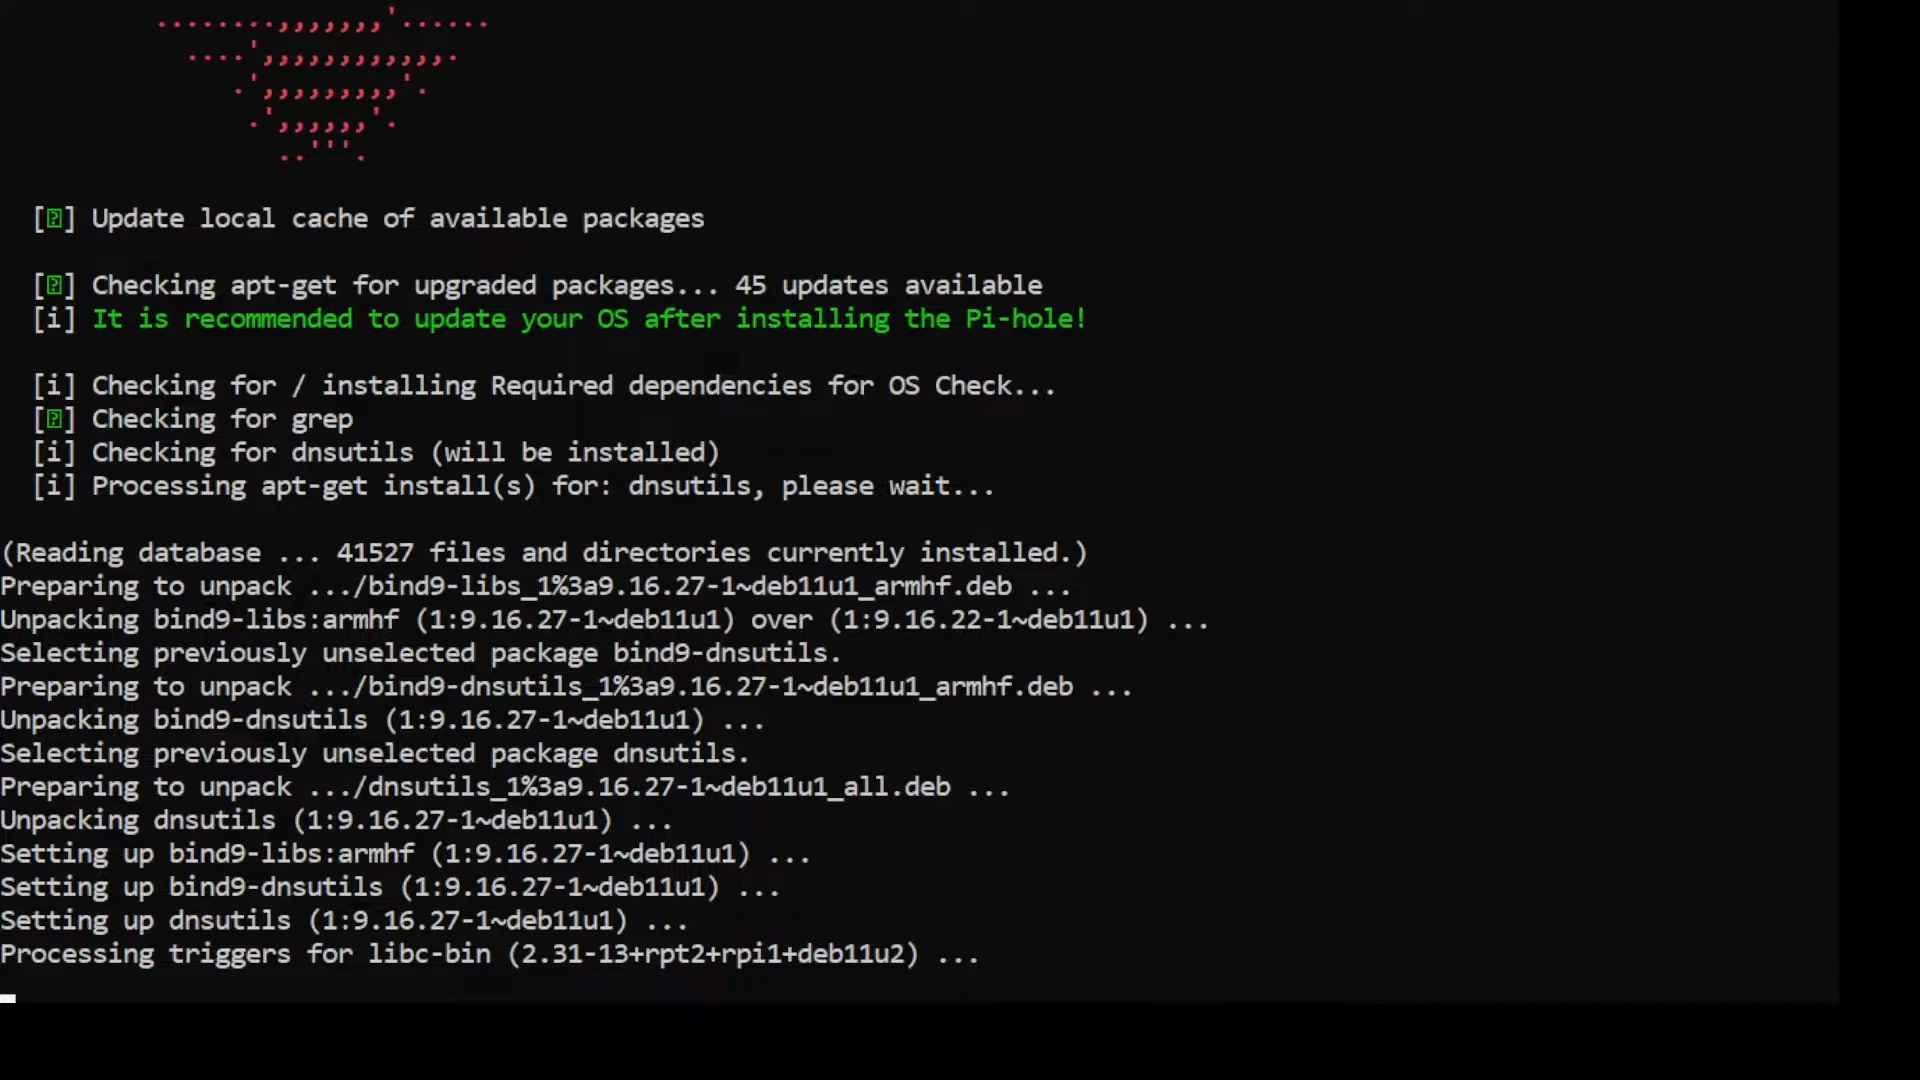 ........,,,,,,,'......
....',,,,,,,,,,,,.
.',,,,,,,,,'.
.',,,,,,'.
..'''.
[?] Update local cache of available packages
[?] Checking apt-get for upgraded packages... 45 updates available
[i] It is recommended to update your OS after installing the Pi-hole!
[i] Checking for / installing Required dependencies for OS Check...
[?] Checking for grep
[i] Checking for dnsutils (will be installed)
[i] Processing apt-get install(s) for: dnsutils, please wait...
(Reading database ... 41527 files and directories currently installed.)
Preparing to unpack .../bind9-libs_1%3a9.16.27-1~deb11u1_armhf.deb ...
Unpacking bind9-libs:armhf (1:9.16.27-1~deb11u1) over (1:9.16.22-1~deb11u1) ...
Selecting previously unselected package bind9-dnsutils.
Preparing to unpack .../bind9-dnsutils_1%3a9.16.27-1~deb11u1_armhf.deb ...
Unpacking bind9-dnsutils (1:9.16.27-1~deb11u1) ...
Selecting previously unselected package dnsutils.
Preparing to unpack .../dnsutils_1%3a9.16.27-1~deb11u1_all.deb ...
Unpacking dnsutils (1:9.16.27-1~deb11u1) ...
Setting up bind9-libs:armhf (1:9.16.27-1~deb11u1) ...
Setting up bind9-dnsutils (1:9.16.27-1~deb11u1) ...
Setting up dnsutils (1:9.16.27-1~deb11u1) ...
Processing triggers for libc-bin (2.31-13+rpt2+rpi1+deb11u2) ...